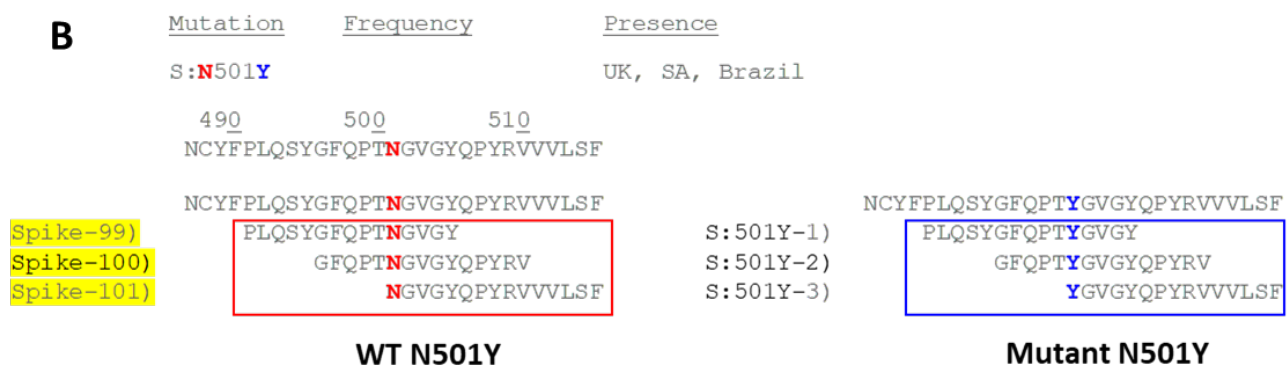 B
Mutation Frequency Presence
S:N501Y UK, SA, Brazil
490 500 510
NCYFPLQSYGFQPTNGVGYQPYRVVVLSF
NCYFPLQSYGFQPTNGVGYQPYRVVVLSF NCYFPLQSYGFQPTYGVGYQPYRVVVLSF
Spike-99) PLQSYGFQPTNGVGY S:501Y-1) PLQSYGFQPTYGVGY
Spike-100) GFQPTNGVGYQPYRV S:501Y-2) GFQPTYGVGYQPYRV
Spike-101) NGVGYQPYRVVVLSF S:501Y-3) YGVGYQPYRVVVLSF
WT N501Y Mutant N501Y